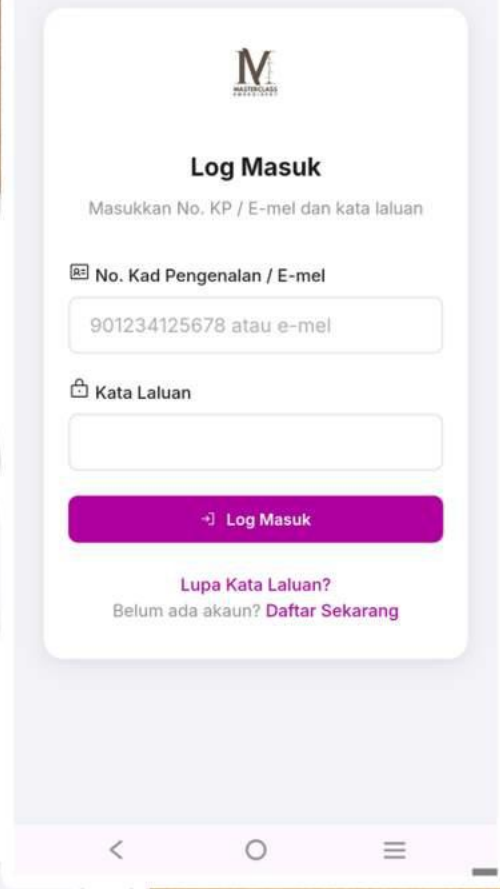 M
MASTERCLASS
Log Masuk
Masukkan No. KP / E-mel dan kata laluan
No. Kad Pengenalan / E-mel
901234125678 atau e-mel
Kata Laluan
Log Masuk
Lupa Kata Laluan?
Belum ada akaun? Daftar Sekarang